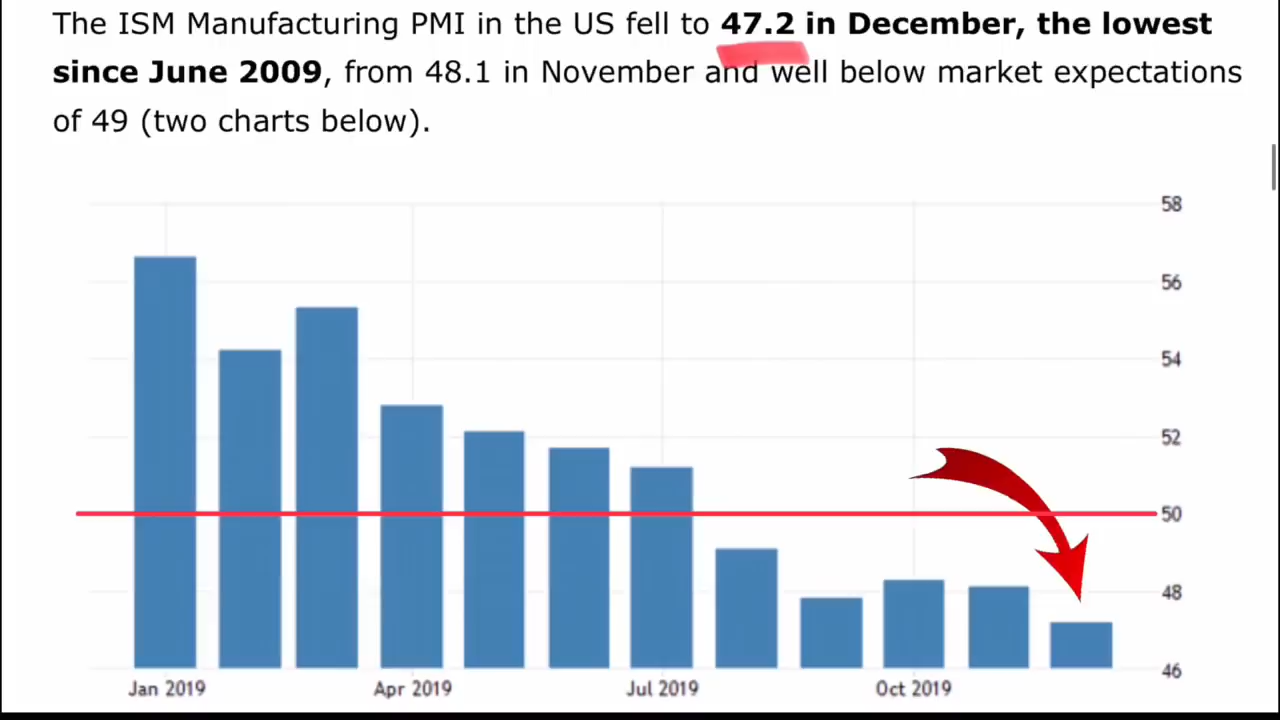 The ISM Manufacturing PMI in the US fell to 47.2 in December, the lowest
since June 2009, from 48.1 in November and well below market expectations
of 49 (two charts below).
58
56
54
52
50
48
46
Jan 2019 Apr 2019 Jul 2019 Oct 2019